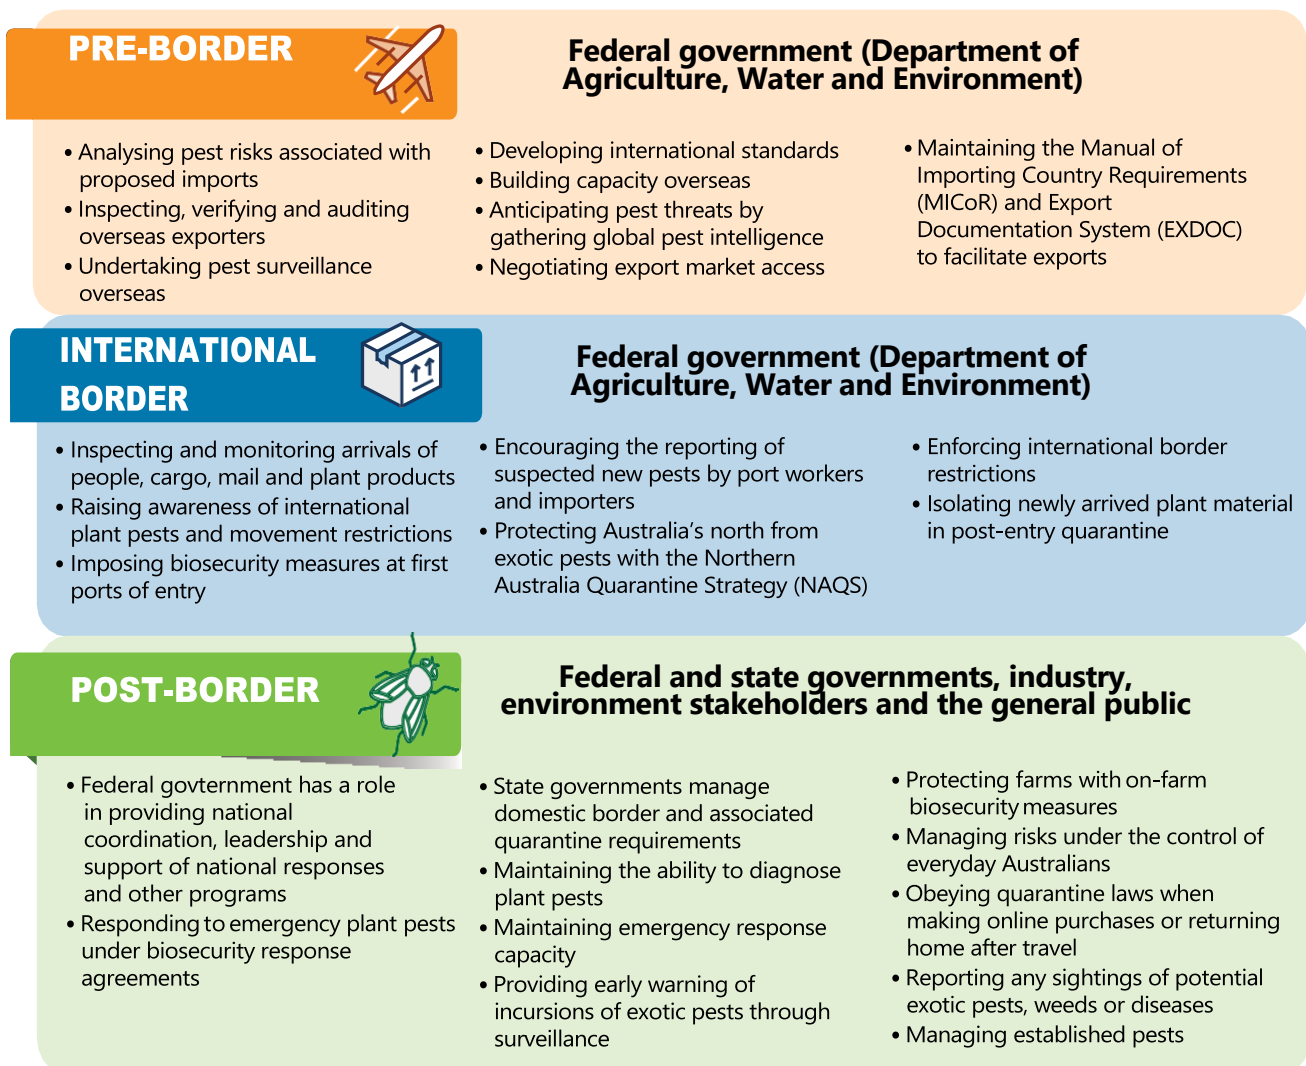 PRE-BORDER
Federal government (Department of
Agriculture, Water and Environment)
• Analysing pest risks associated with
proposed imports
• Inspecting, verifying and auditing
overseas exporters
• Undertaking pest surveillance
overseas
• Developing international standards
• Building capacity overseas
• Anticipating pest threats by
gathering global pest intelligence
• Negotiating export market access
• Maintaining the Manual of
Importing Country Requirements
(MICoR) and Export
Documentation System (EXDOC)
to facilitate exports
INTERNATIONAL
BORDER
Federal government (Department of
Agriculture, Water and Environment)
• Inspecting and monitoring arrivals of
people, cargo, mail and plant products
• Raising awareness of international
plant pests and movement restrictions
• Imposing biosecurity measures at first
ports of entry
• Encouraging the reporting of
suspected new pests by port workers
and importers
• Protecting Australia’s north from
exotic pests with the Northern
Australia Quarantine Strategy (NAQS)
• Enforcing international border
restrictions
• Isolating newly arrived plant material
in post-entry quarantine
POST-BORDER
Federal and state governments, industry,
environment stakeholders and the general public
• Federal govternment has a role
in providing national
coordination, leadership and
support of national responses
and other programs
• Responding to emergency plant pests
under biosecurity response
agreements
• State governments manage
domestic border and associated
quarantine requirements
• Maintaining the ability to diagnose
plant pests
• Maintaining emergency response
capacity
• Providing early warning of
incursions of exotic pests through
surveillance
• Protecting farms with on-farm
biosecurity measures
• Managing risks under the control of
everyday Australians
• Obeying quarantine laws when
making online purchases or returning
home after travel
• Reporting any sightings of potential
exotic pests, weeds or diseases
• Managing established pests